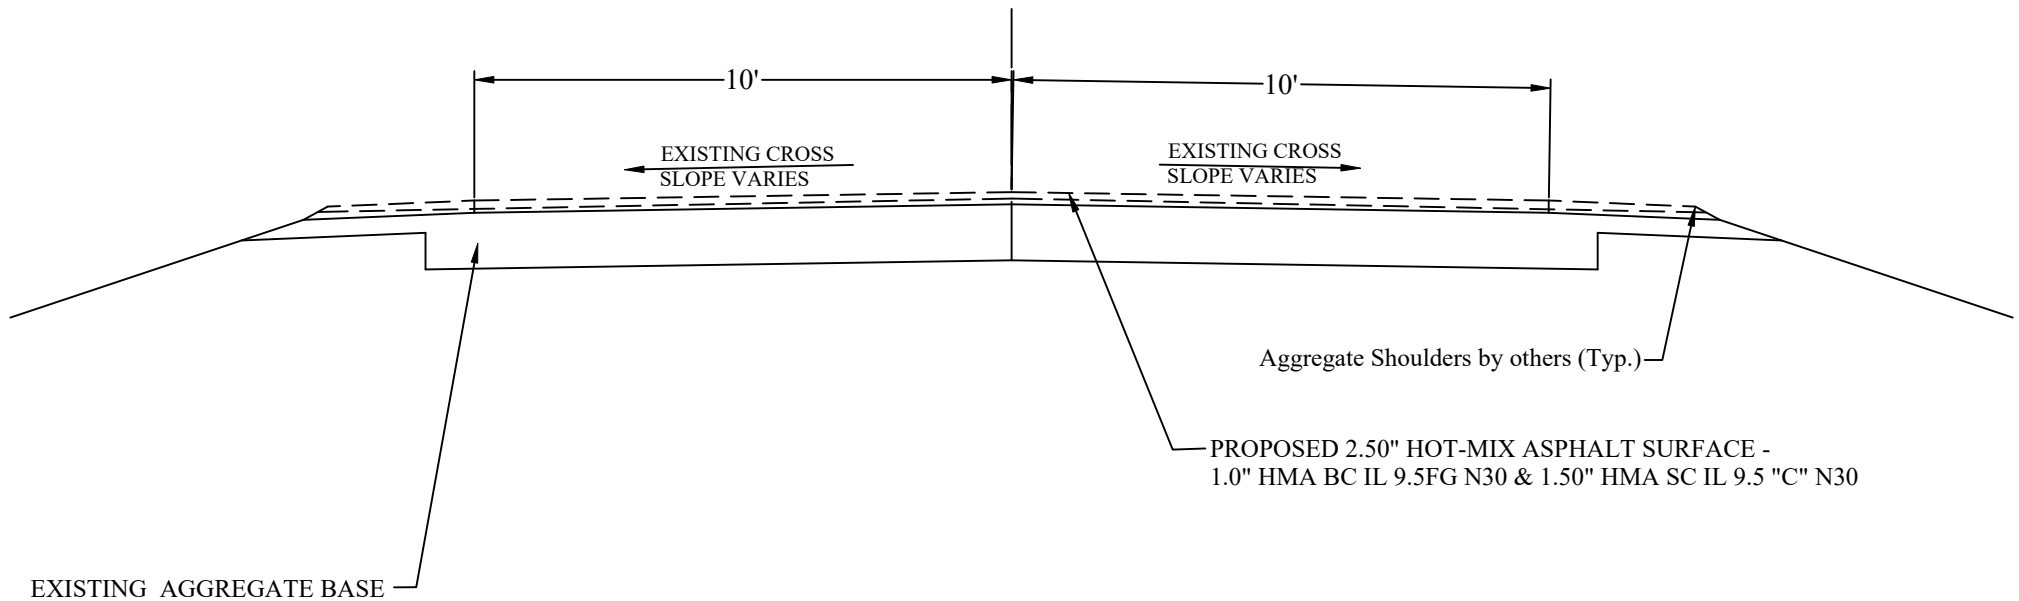 10'
10'
EXISTING CROSS
SLOPE VARIES
EXISTING CROSS
SLOPE VARIES
Aggregate Shoulders by others (Typ.)
PROPOSED 2.50" HOT-MIX ASPHALT SURFACE -
1.0" HMA BC IL 9.5FG N30 & 1.50" HMA SC IL 9.5 "C" N30
EXISTING AGGREGATE BASE